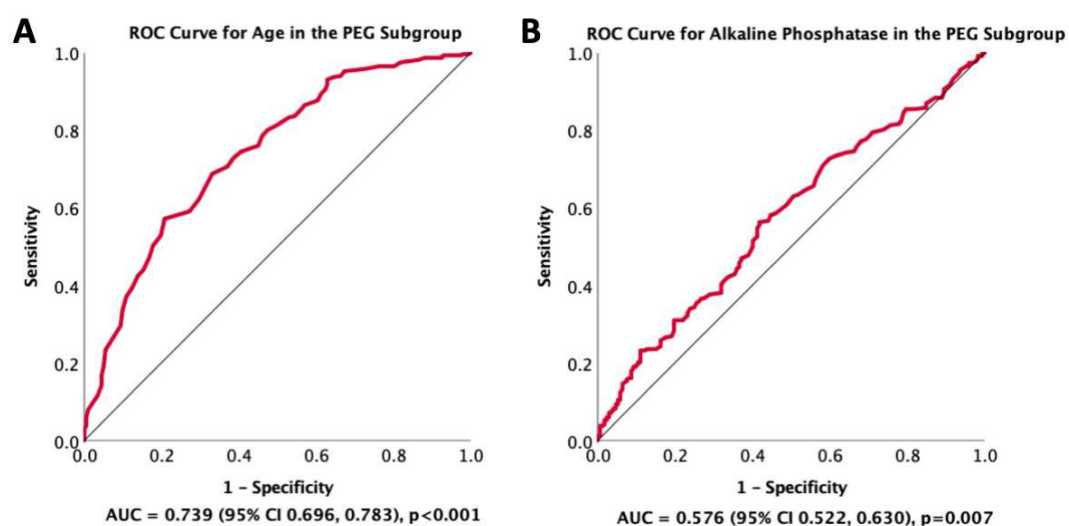 A
ROC Curve for Age in the PEG Subgroup
1.0
0.8
0.6
0.4
0.2
0.0
Sensitivity
0.0 0.2 0.4 0.6 0.8 1.0
1 – Specificity
AUC = 0.739 (95% CI 0.696, 0.783), p<0.001
B
ROC Curve for Alkaline Phosphatase in the PEG Subgroup
1.0
0.8
0.6
0.4
0.2
0.0
Sensitivity
0.0 0.2 0.4 0.6 0.8 1.0
1 – Specificity
AUC = 0.576 (95% CI 0.522, 0.630), p=0.007